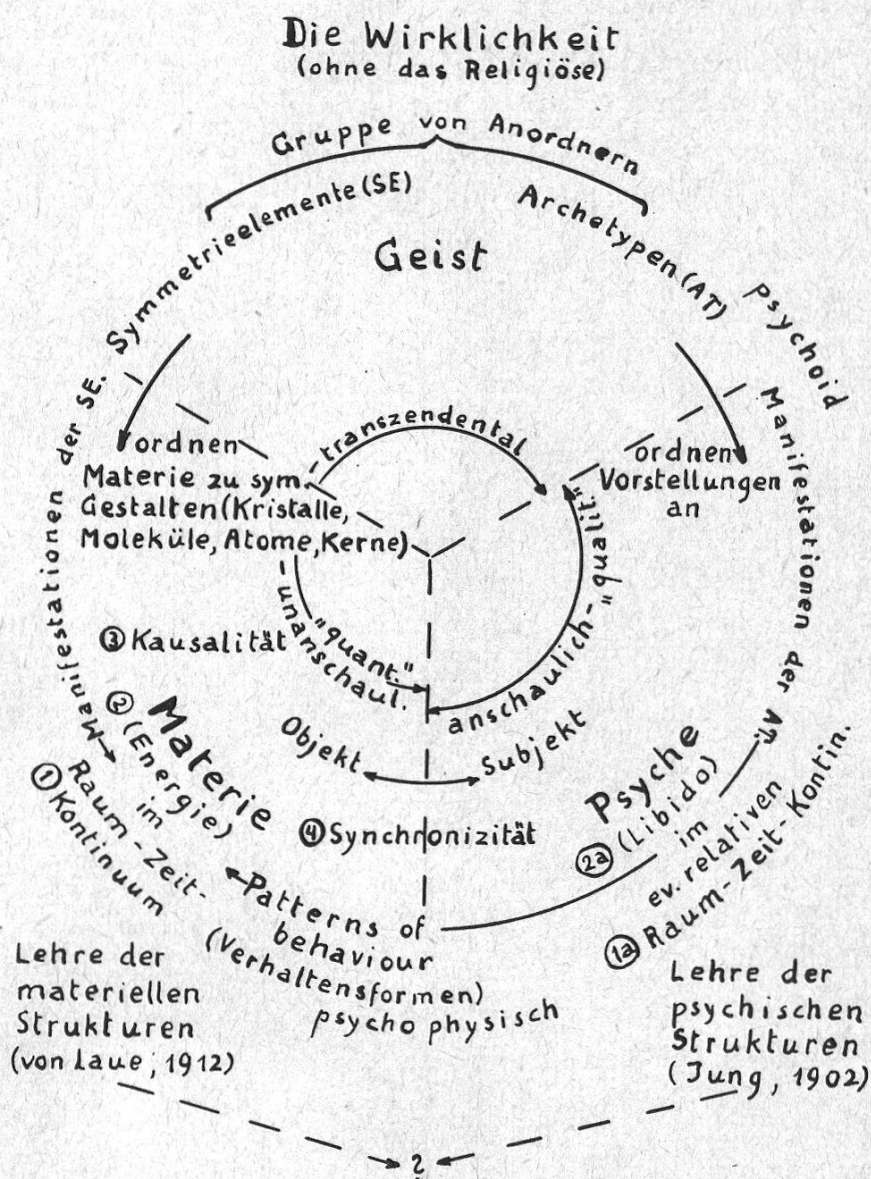 Die Wirklichkeit
(ohne das Religiöse)
Gruppe von Anordnern
Symmetrieelemente (SE)
Archetypen (AT)
Geist
Psychoid
Manifestationen der SE.
Manifestationen der AT.
ordnen
Materie zu sym.
Gestalten (Kristalle,
Moleküle, Atome, Kerne)
transzendental
ordnen
Vorstellungen
an
"quant."
unanschaul.
anschaulich-"qualit."
③ Kausalität
Materie
② (Energie)
im
Raum-Zeit-
① Kontinuum
Objekt
Subjekt
④ Synchronizität
Psyche
2a (Libido)
im
ev. relativen
1a Raum-Zeit-Kontin.
Patterns of
behaviour
(Verhaltensformen)
psycho physisch
Lehre der
materiellen
Strukturen
(von Laue, 1912)
Lehre der
psychischen
Strukturen
(Jung, 1902)
?